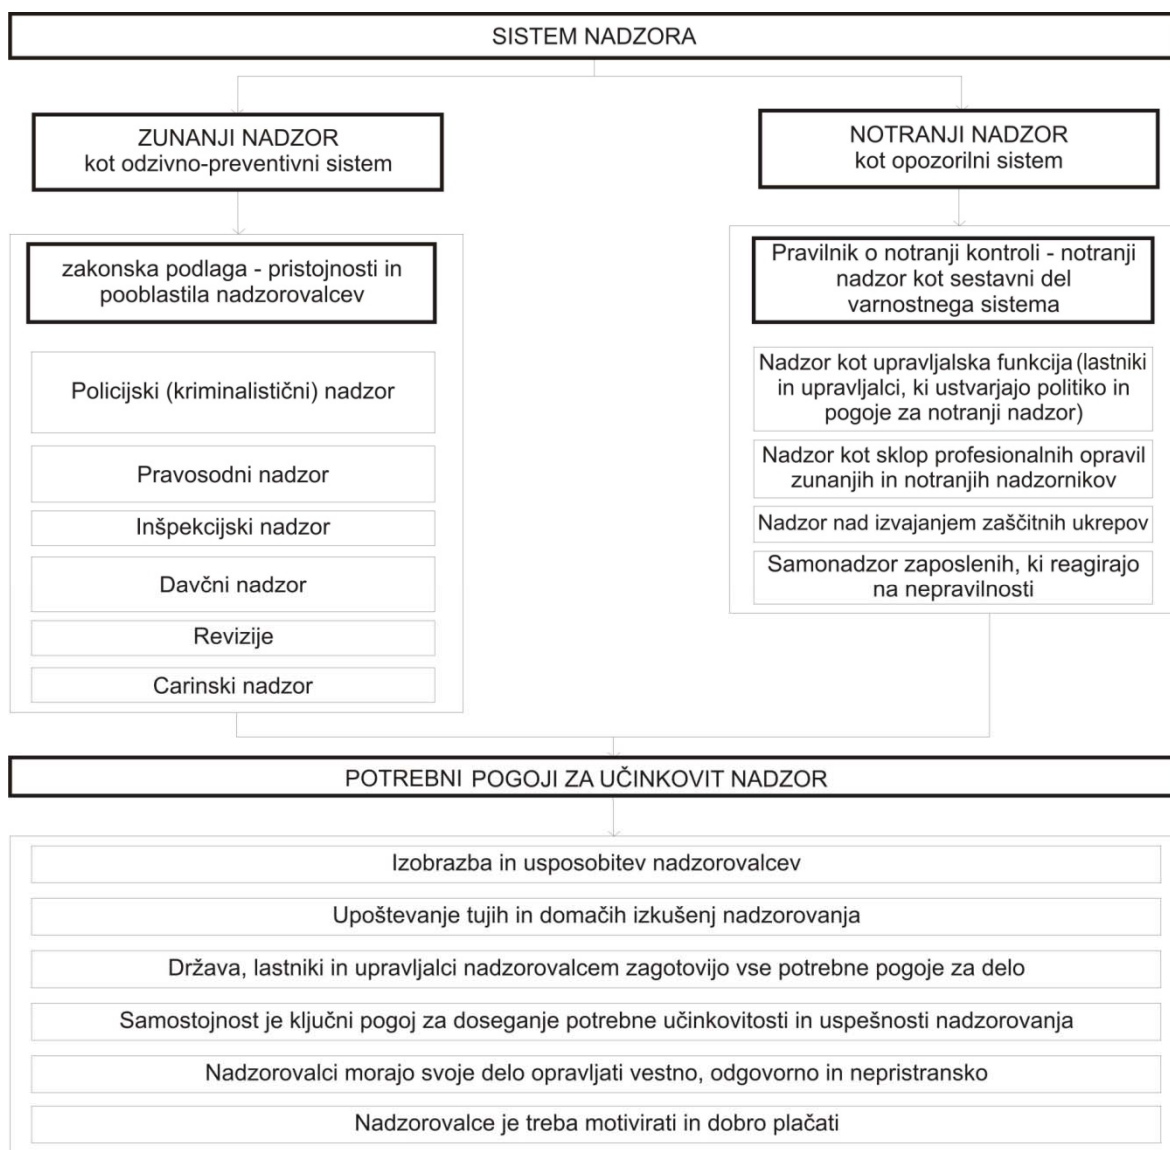 SISTEM NADZORA
ZUNANJI NADZOR
kot odzivno-preventivni sistem
zakonska podlaga - pristojnosti in
pooblastila nadzorovalcev
Policijski (kriminalistični) nadzor
Pravosodni nadzor
Inšpekcijski nadzor
Davčni nadzor
Revizije
Carinski nadzor
NOTRANJI NADZOR
kot opozorilni sistem
Pravilnik o notranji kontroli - notranji
nadzor kot sestavni del
varnostnega sistema
Nadzor kot upravljalska funkcija (lastniki
in upravljalci, ki ustvarjajo politiko in
pogoje za notranji nadzor)
Nadzor kot sklop profesionalnih opravil
zunanjih in notranjih nadzornikov
Nadzor nad izvajanjem zaščitnih ukrepov
Samonadzor zaposlenih, ki reagirajo
na nepravilnosti
POTREBNI POGOJI ZA UČINKOVIT NADZOR
Izobrazba in usposobitev nadzorovalcev
Upoštevanje tujih in domačih izkušenj nadzorovanja
Država, lastniki in upravljalci nadzorovalcem zagotovijo vse potrebne pogoje za delo
Samostojnost je ključni pogoj za doseganje potrebne učinkovitosti in uspešnosti nadzorovanja
Nadzorovalci morajo svoje delo opravljati vestno, odgovorno in nepristransko
Nadzorovalce je treba motivirati in dobro plačati